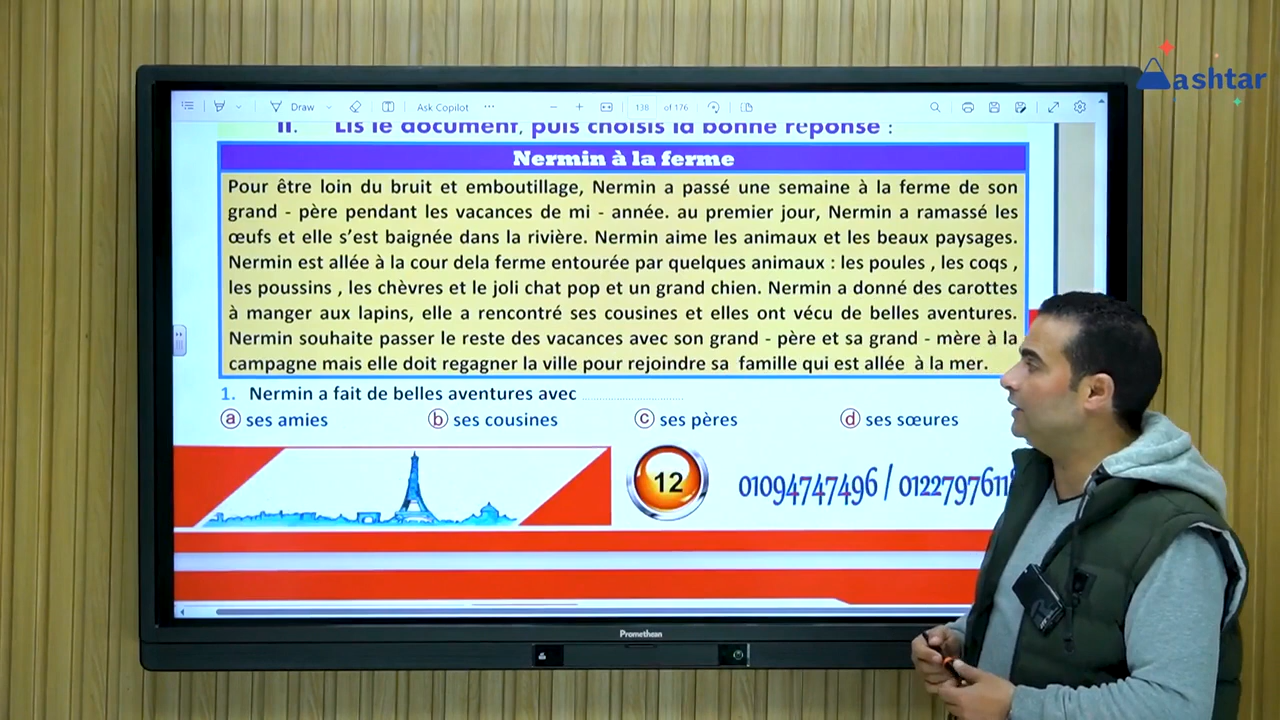 ashtar
Draw
Ask Copilot
138 of 176
II. Lis le document, puis choisis la bonne réponse :
Nermin à la ferme
Pour être loin du bruit et emboutillage, Nermin a passé une semaine à la ferme de son
grand - père pendant les vacances de mi - année. au premier jour, Nermin a ramassé les
œufs et elle s'est baignée dans la rivière. Nermin aime les animaux et les beaux paysages.
Nermin est allée à la cour dela ferme entourée par quelques animaux : les poules , les coqs ,
les poussins , les chèvres et le joli chat pop et un grand chien. Nermin a donné des carottes
à manger aux lapins, elle a rencontré ses cousines et elles ont vécu de belles aventures.
Nermin souhaite passer le reste des vacances avec son grand - père et sa grand - mère à la
campagne mais elle doit regagner la ville pour rejoindre sa famille qui est allée à la mer.
1. Nermin a fait de belles aventures avec ..........................
a ses amies b ses cousines c ses pères d ses sœures
12
01094747496 / 0122797611
Promethean